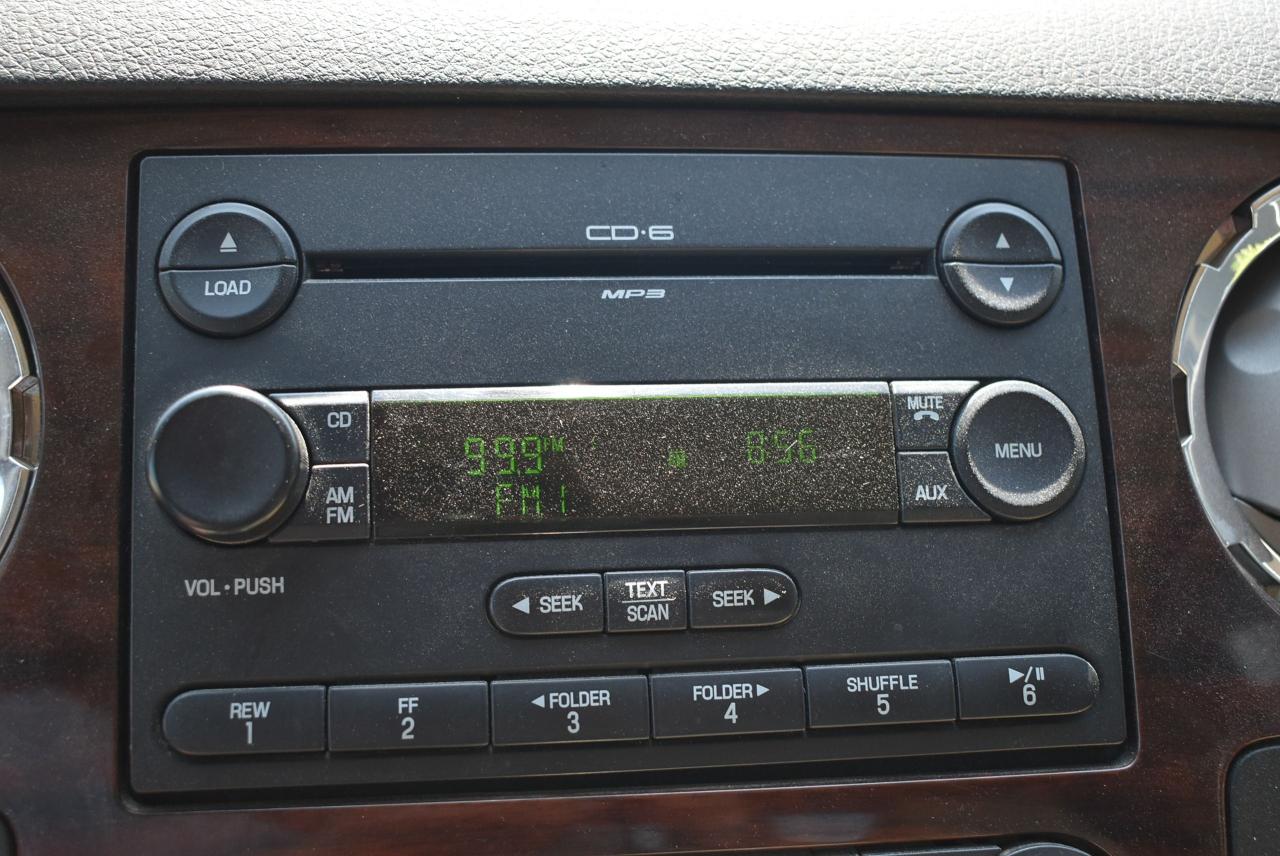 CD·6
LOAD
MP3
CD
MUTE
99.9 FM
8:56
MENU
AM
FM
FM1
AUX
VOL·PUSH
◀ SEEK
TEXT
SCAN
SEEK ▶
REW
1
FF
2
◀FOLDER
3
FOLDER▶
4
SHUFFLE
5
▶/II
6